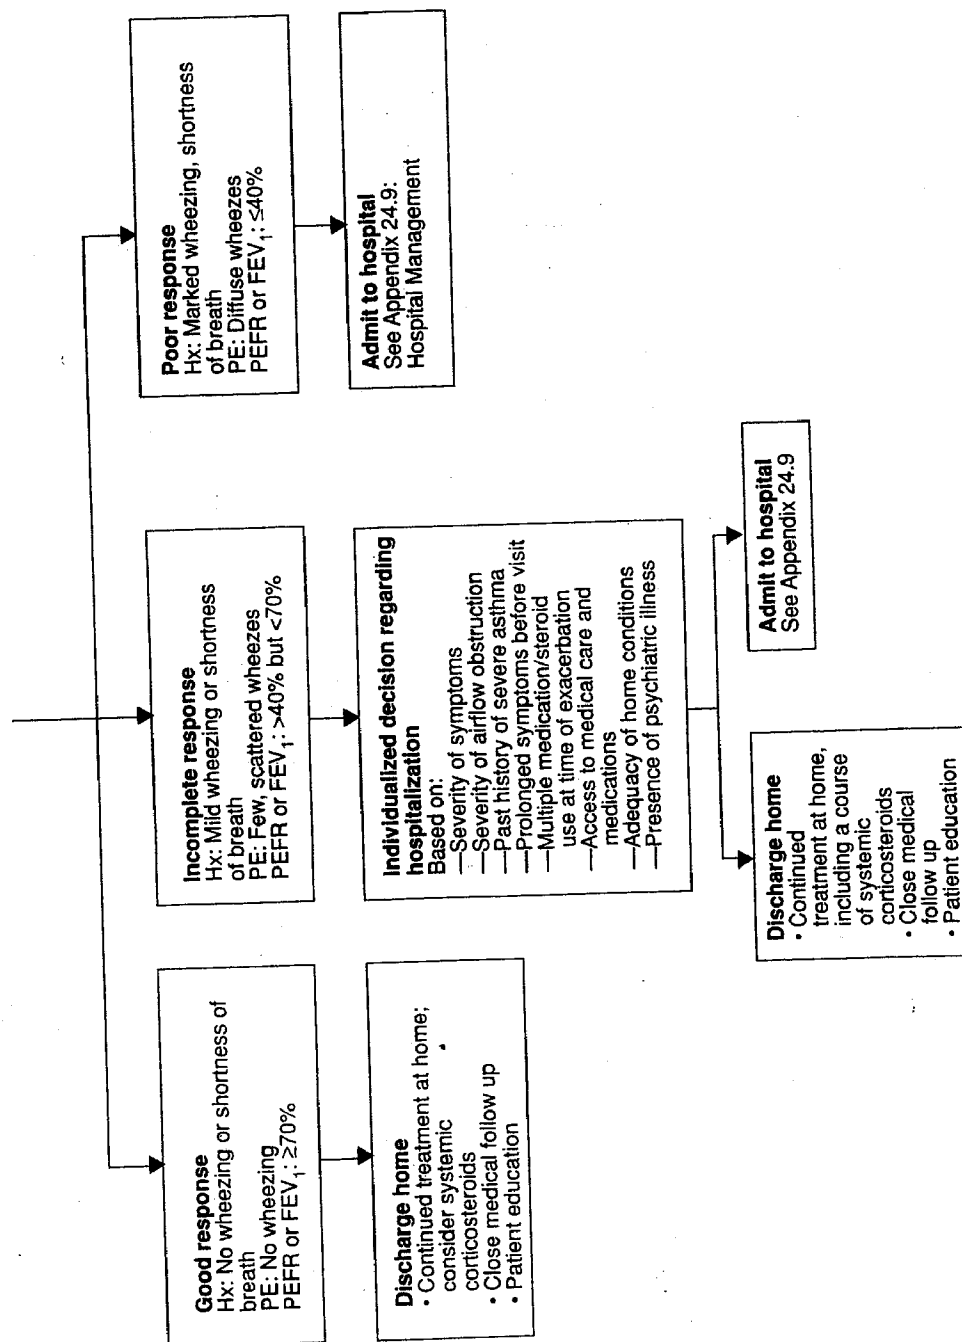 Good response
Hx: No wheezing or shortness of
breath
PE: No wheezing
PEFR or FEV₁: ≥70%
Discharge home
• Continued treatment at home;
consider systemic
corticosteroids
• Close medical follow up
• Patient education
Incomplete response
Hx: Mild wheezing or shortness
of breath
PE: Few, scattered wheezes
PEFR or FEV₁: >40% but <70%
Individualized decision regarding
hospitalization
Based on:
—Severity of symptoms
—Severity of airflow obstruction
—Past history of severe asthma
—Prolonged symptoms before visit
—Multiple medication/steroid
use at time of exacerbation
—Access to medical care and
medications
—Adequacy of home conditions
—Presence of psychiatric illness
Discharge home
• Continued
treatment at home,
including a course
of systemic
corticosteroids
• Close medical
follow up
• Patient education
Admit to hospital
See Appendix 24.9
Poor response
Hx: Marked wheezing, shortness
of breath
PE: Diffuse wheezes
PEFR or FEV₁: ≤40%
Admit to hospital
See Appendix 24.9:
Hospital Management